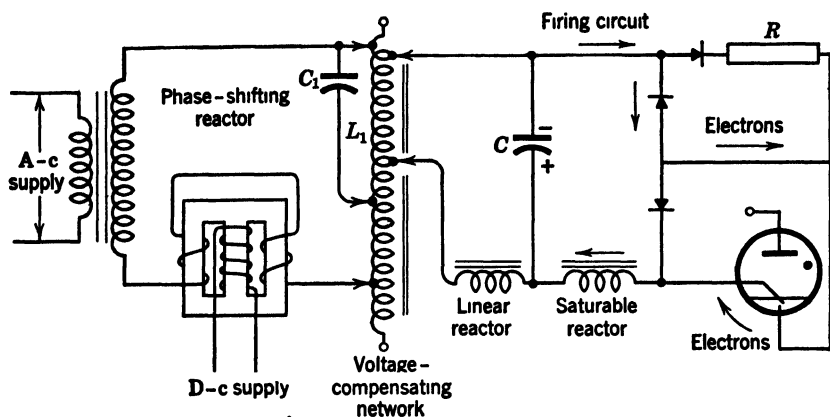 Firing circuit
R
C₁
Phase-shifting
reactor
L₁
A-c
supply
C
−
+
Electrons
Linear
reactor
Saturable
reactor
Electrons
D-c supply
Voltage-
compensating
network